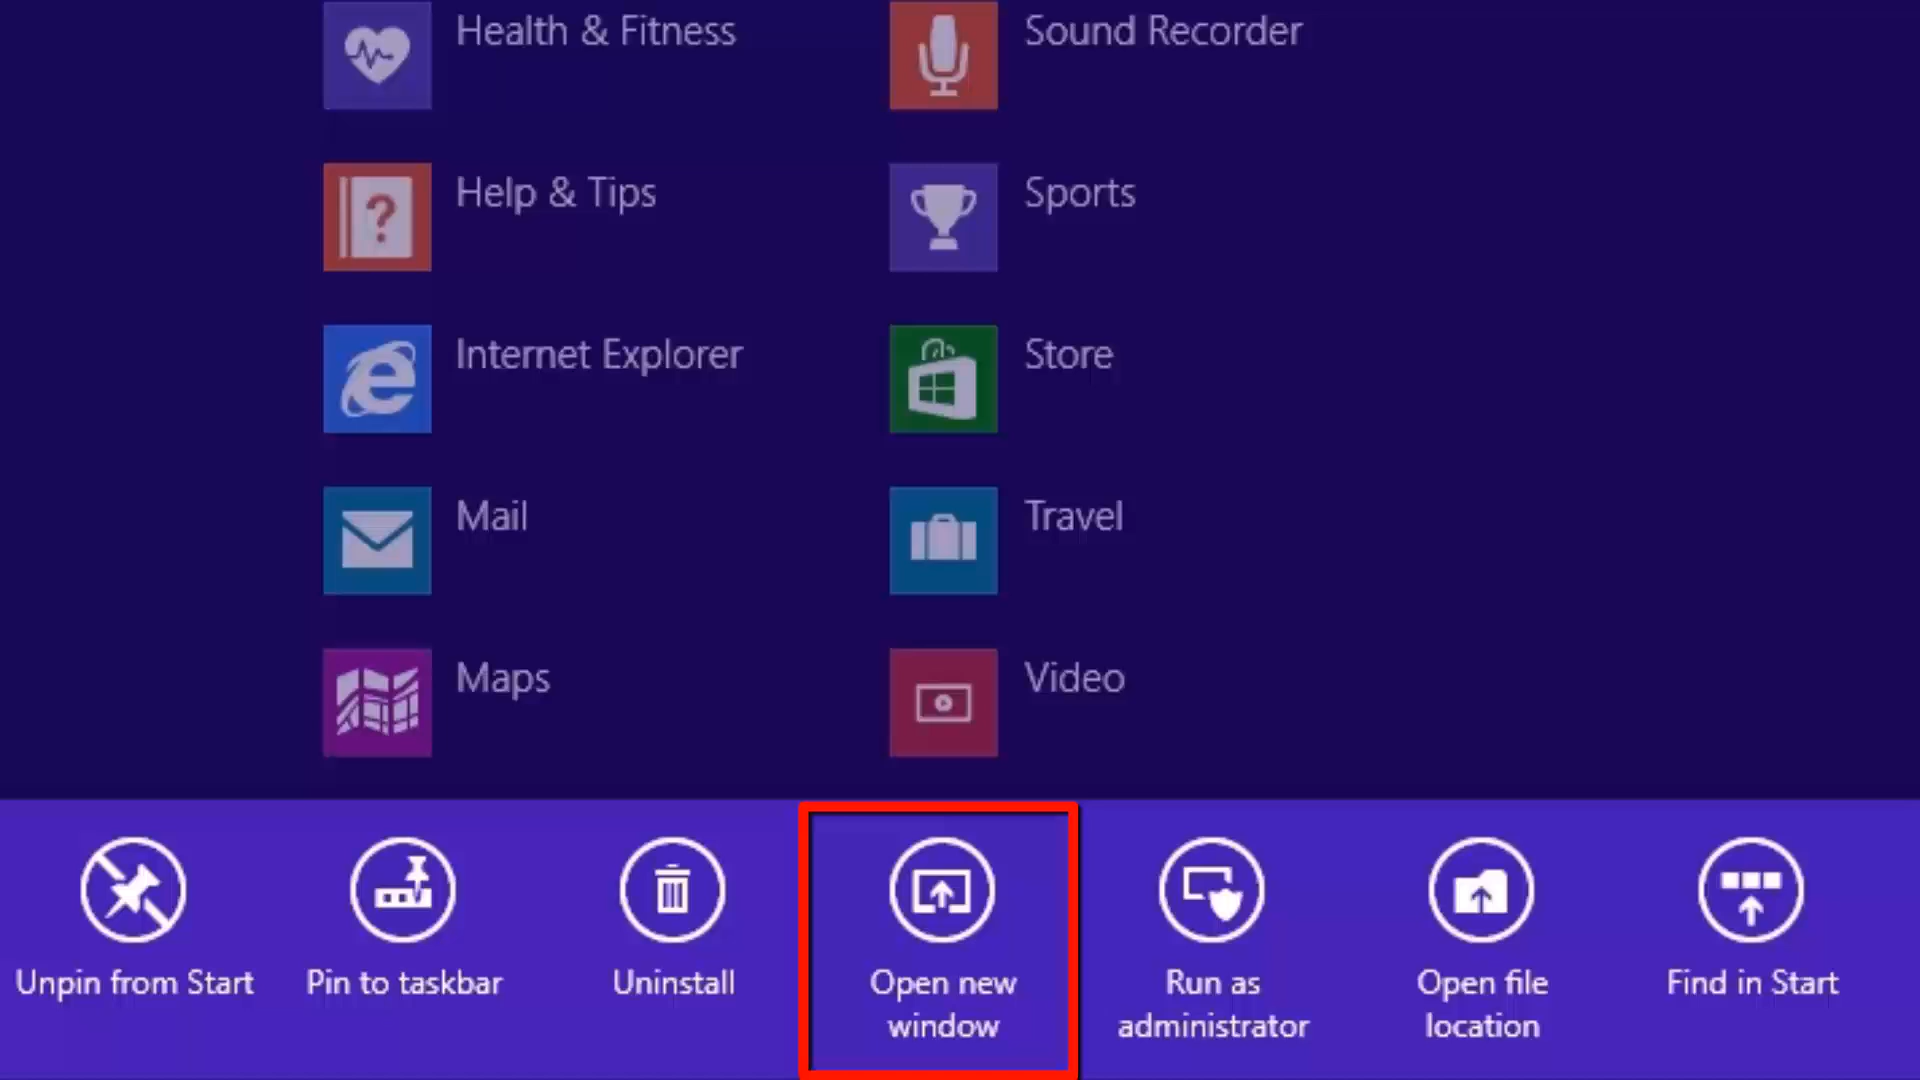 Health & Fitness
Sound Recorder
Help & Tips
Sports
Internet Explorer
Store
Mail
Travel
Maps
Video
Unpin from Start
Pin to taskbar
Uninstall
Open new
window
Run as
administrator
Open file
location
Find in Start